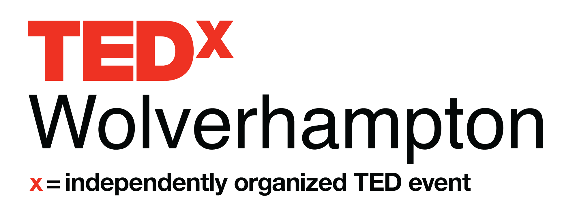 TEDx
Wolverhampton
x = independently organized TED event